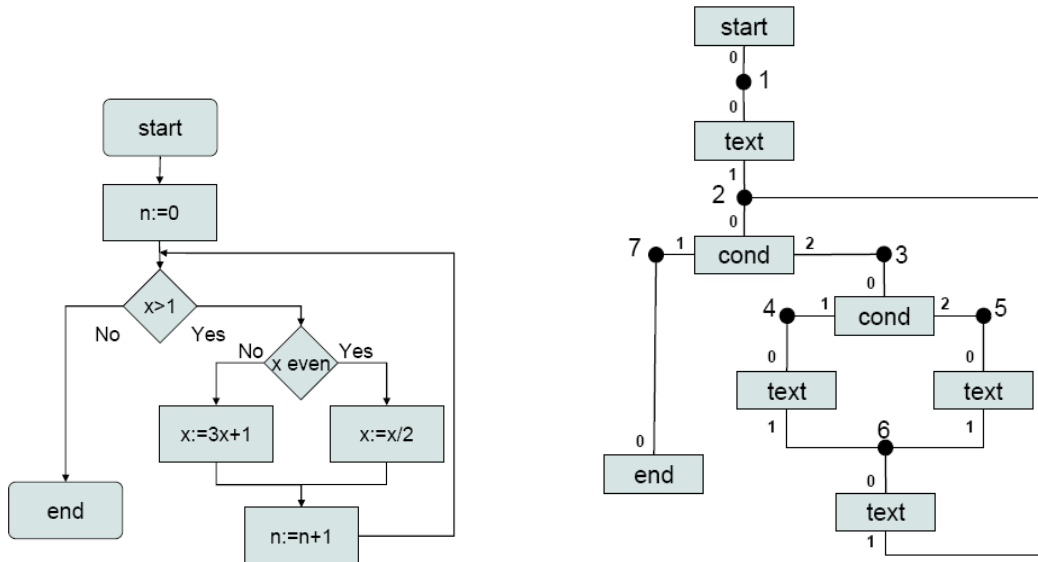 start
n:=0
x>1
No
Yes
No
Yes
x even
x:=3x+1
x:=x/2
end
n:=n+1
start
0
1
0
text
1
2
0
7
1
cond
2
3
0
4
1
cond
2
5
0
0
text
text
1
1
6
0
0
end
text
1